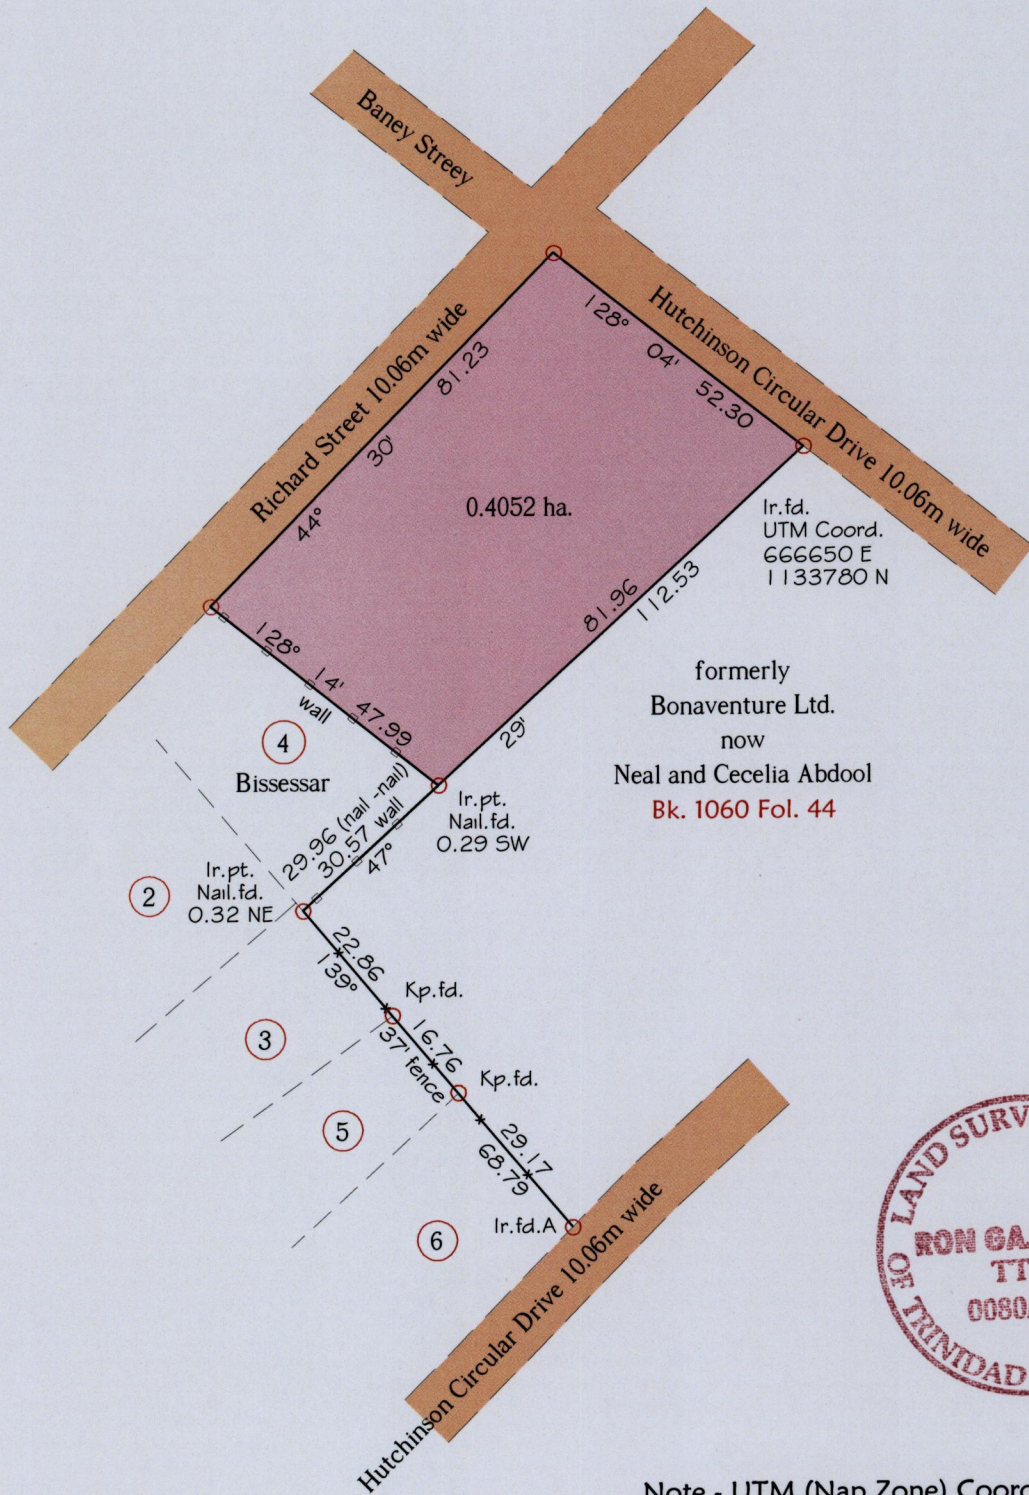 Baney Streey
Richard Street 10.06m wide
Hutchinson Circular Drive 10.06m wide
44° 30' 81.23
128° 04' 52.30
0.4052 ha.
Ir.fd.
UTM Coord.
666650 E
1133780 N
81.96
112.53
29'
128° 14' 47.99
wall
4
Bissessar
formerly
Bonaventure Ltd.
now
Neal and Cecelia Abdool
Bk. 1060 Fol. 44
29.96 (nail -nail)
30.57 wall
47°
Ir.pt.
Nail.fd.
0.29 SW
Ir.pt.
Nail.fd.
0.32 NE
2
22.86
139°
Kp.fd.
3
16.76
37' fence
Kp.fd.
5
29.17
68.79
Ir.fd.A
6
Hutchinson Circular Drive 10.06m wide
LAND SURV
RON GA
TT
0080
OF TRINIDAD
Note - UTM (Nap Zone) Coord